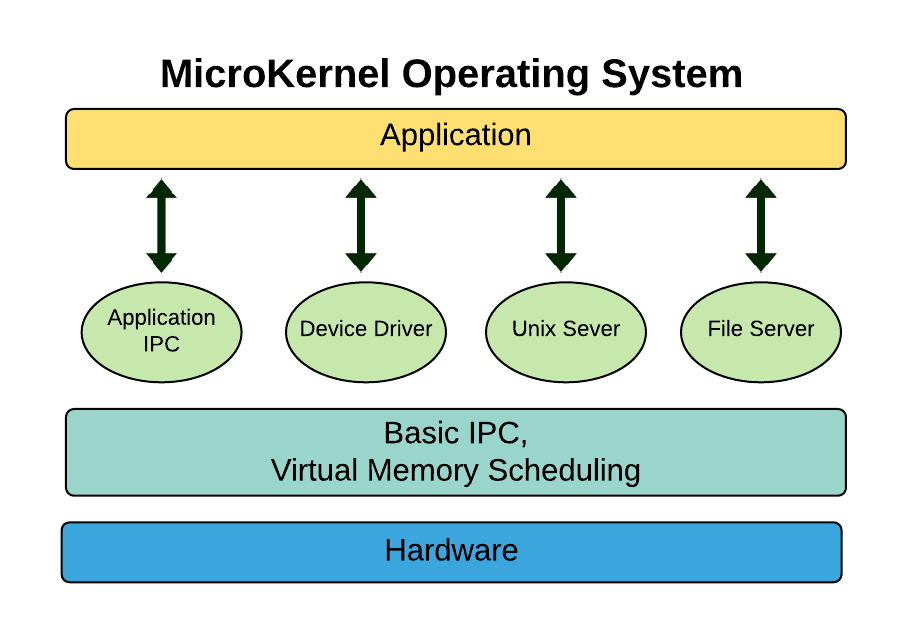 MicroKernel Operating System
Application
Application
IPC
Device Driver
Unix Sever
File Server
Basic IPC,
Virtual Memory Scheduling
Hardware